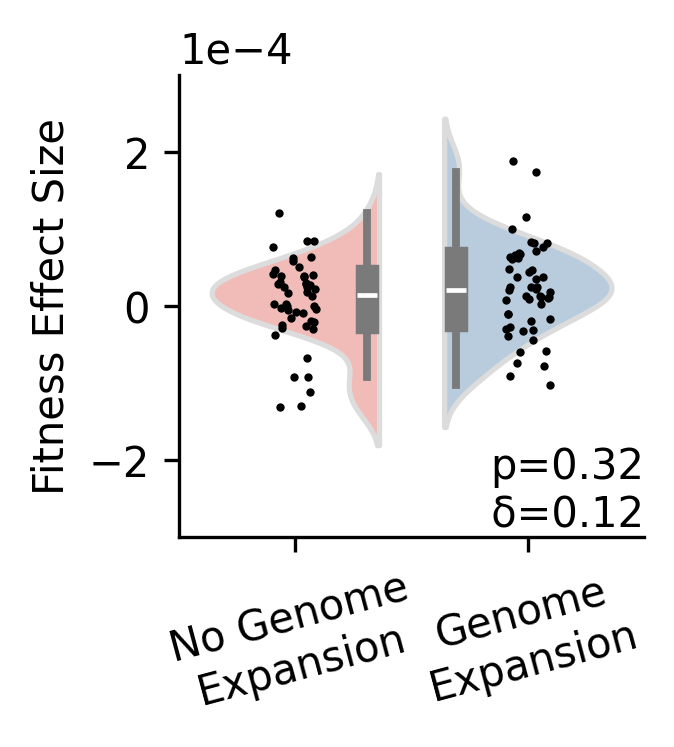 1e−4
Fitness Effect Size
2
0
−2
p=0.32
δ=0.12
No Genome
Expansion
Genome
Expansion